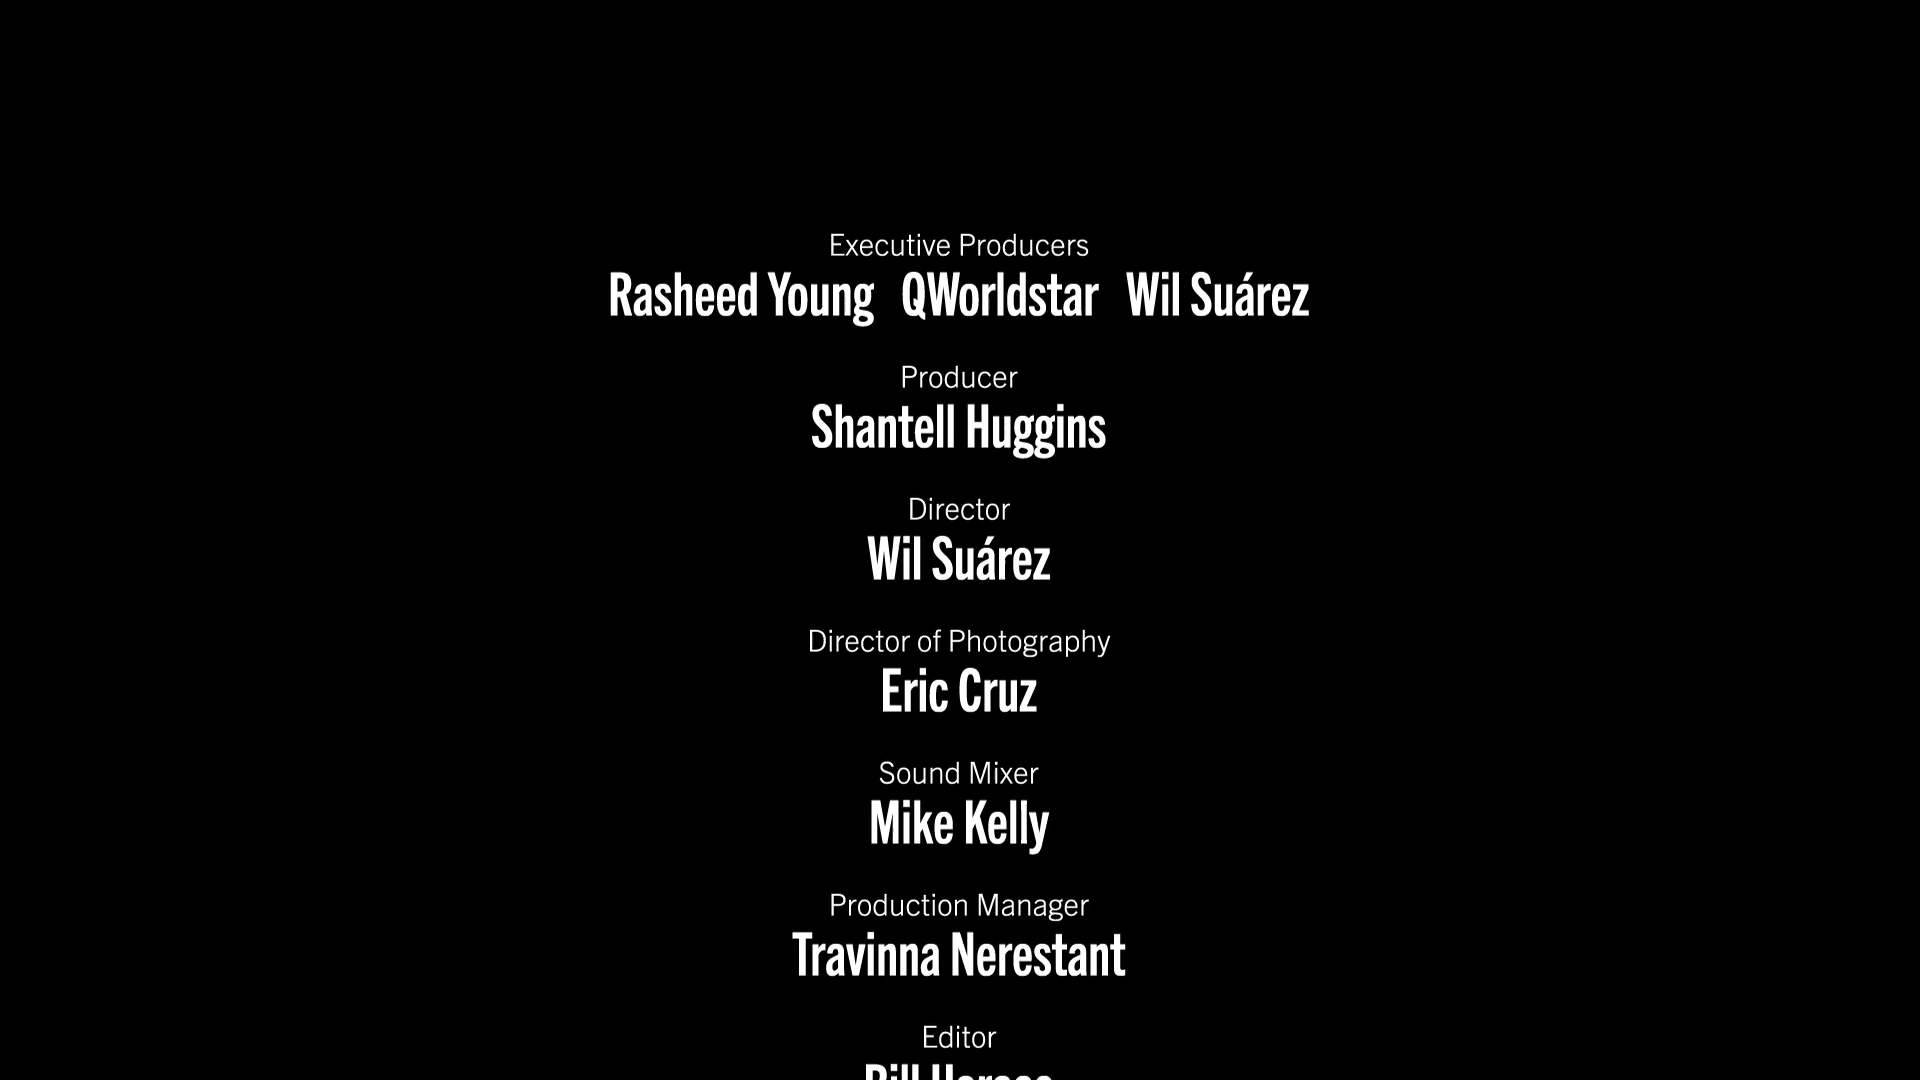 Executive Producers
Rasheed Young QWorldstar Wil Suárez
Producer
Shantell Huggins
Director
Wil Suárez
Director of Photography
Eric Cruz
Sound Mixer
Mike Kelly
Production Manager
Travinna Nerestant
Editor
Bill